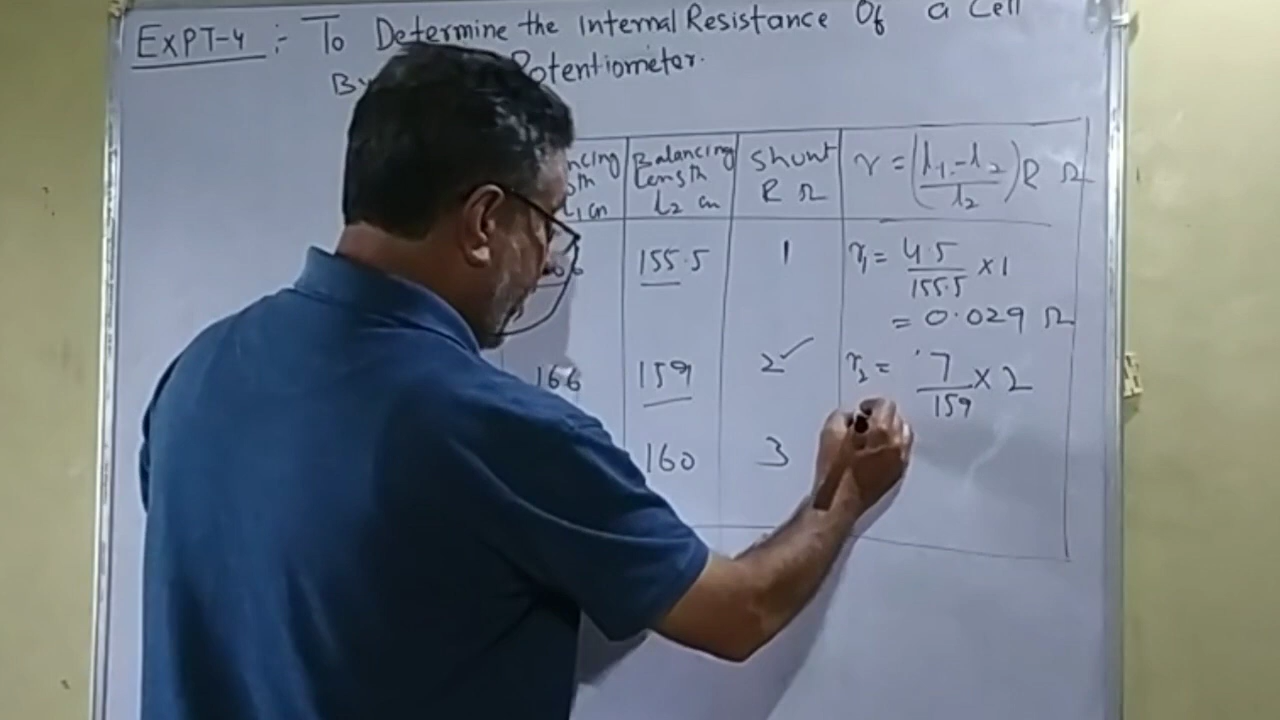 EXPT-4 :- To Determine the Internal Resistance Of a Cell
By Potentiometer.
Balancing Length l₂ cm
Shunt R Ω
r = (l₁-l₂/l₂)R Ω
155.5
1
r₁ = 4.5/155.5 × 1
= 0.029 Ω
166
159
2 ✓
r₂ = 7/159 × 2
160
3